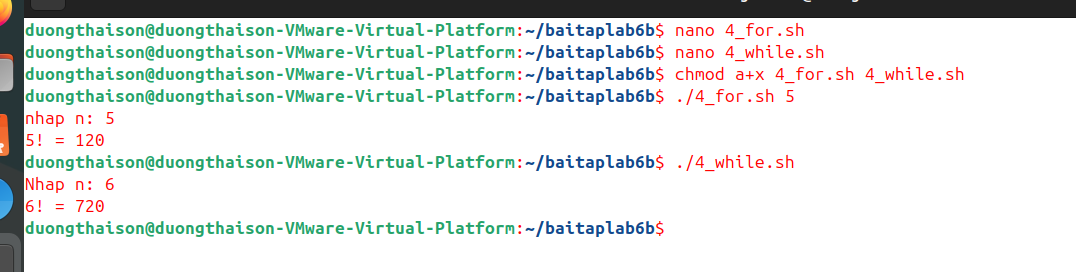 duongthaison@duongthaison-VMware-Virtual-Platform:~/baitaplab6b$ nano 4_for.sh
duongthaison@duongthaison-VMware-Virtual-Platform:~/baitaplab6b$ nano 4_while.sh
duongthaison@duongthaison-VMware-Virtual-Platform:~/baitaplab6b$ chmod a+x 4_for.sh 4_while.sh
duongthaison@duongthaison-VMware-Virtual-Platform:~/baitaplab6b$ ./4_for.sh 5
nhap n: 5
5! = 120
duongthaison@duongthaison-VMware-Virtual-Platform:~/baitaplab6b$ ./4_while.sh
Nhap n: 6
6! = 720
duongthaison@duongthaison-VMware-Virtual-Platform:~/baitaplab6b$